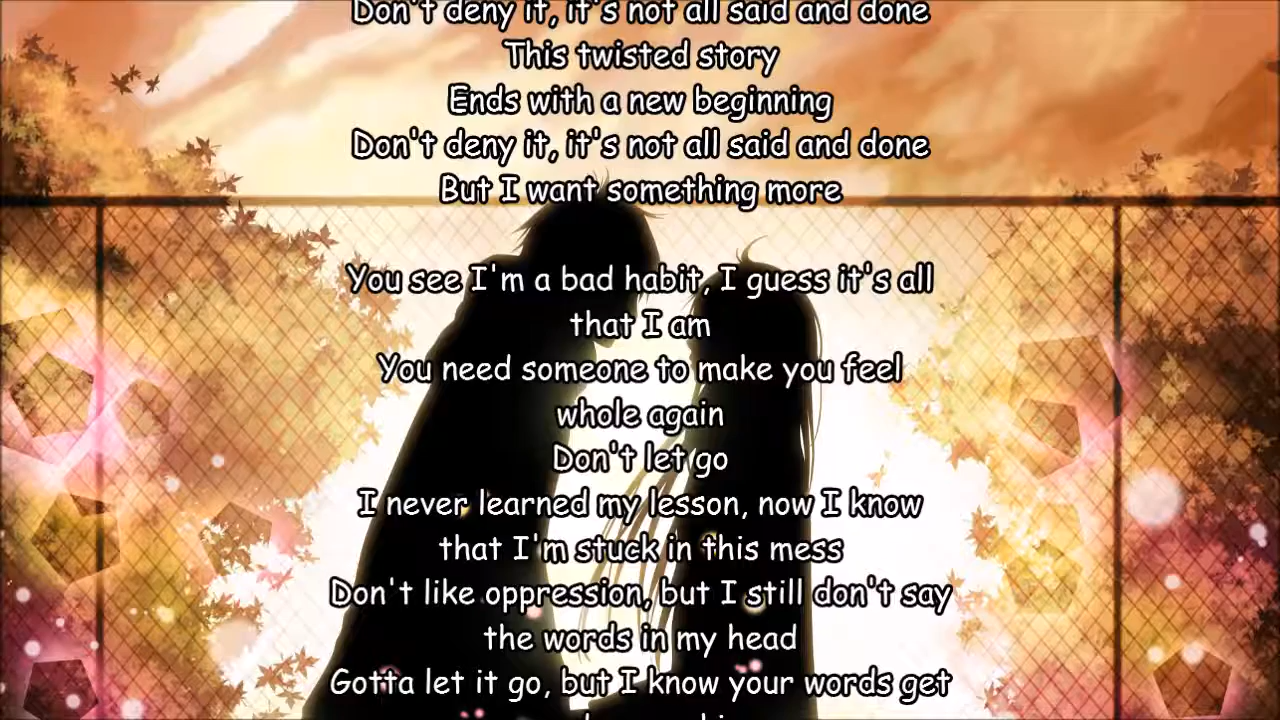 Don't deny it, it's not all said and done
This twisted story
Ends with a new beginning
Don't deny it, it's not all said and done
But I want something more
You see I'm a bad habit, I guess it's all
that I am
You need someone to make you feel
whole again
Don't let go
I never learned my lesson, now I know
that I'm stuck in this mess
Don't like oppression, but I still don't say
the words in my head
Gotta let it go, but I know your words get